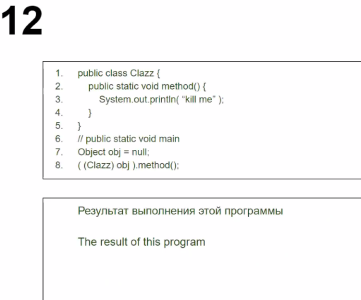 12
1. public class Clazz {
2. public static void method() {
3. System.out.println( “kill me” );
4. }
5. }
6. // public static void main
7. Object obj = null;
8. ( (Clazz) obj ).method();
Результат выполнения этой программы
The result of this program